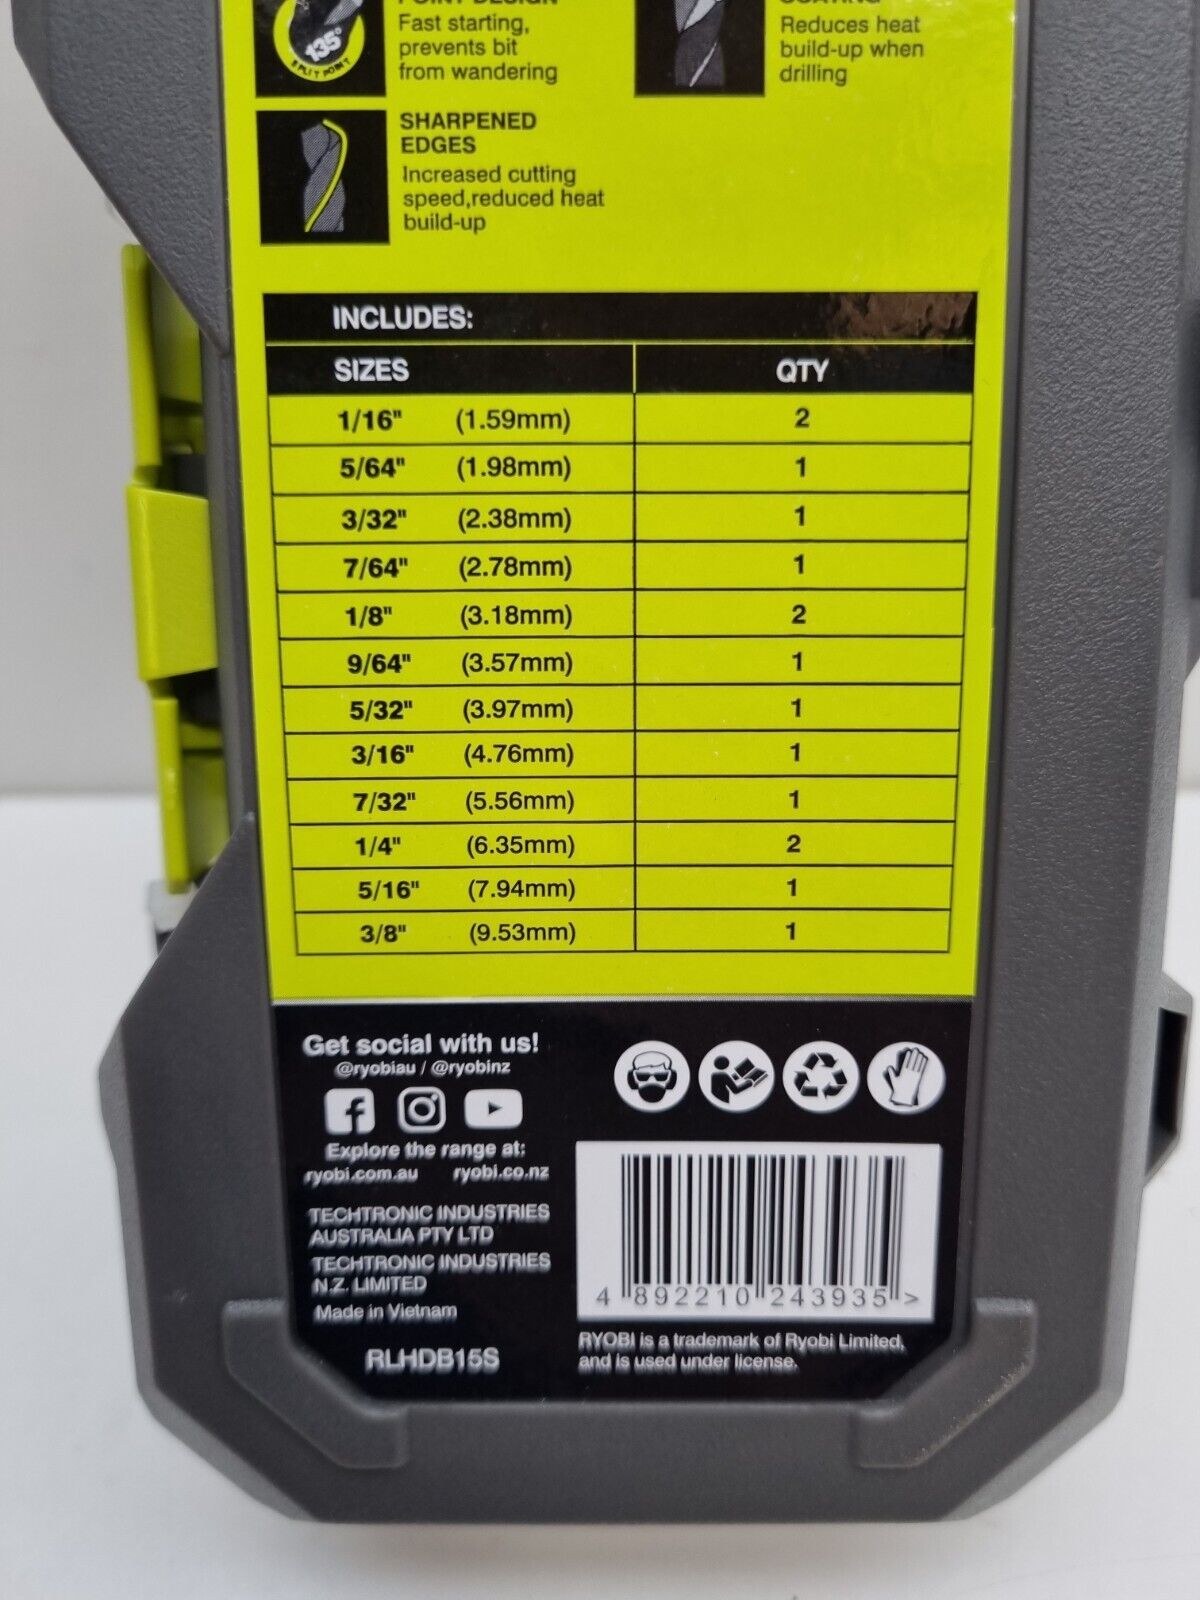 POINT DESIGN
Fast starting,
prevents bit
from wandering
135°
SPLIT POINT
COATING
Reduces heat
build-up when
drilling
SHARPENED
EDGES
Increased cutting
speed,reduced heat
build-up
INCLUDES:
SIZES QTY
1/16" (1.59mm) 2
5/64" (1.98mm) 1
3/32" (2.38mm) 1
7/64" (2.78mm) 1
1/8" (3.18mm) 2
9/64" (3.57mm) 1
5/32" (3.97mm) 1
3/16" (4.76mm) 1
7/32" (5.56mm) 1
1/4" (6.35mm) 2
5/16" (7.94mm) 1
3/8" (9.53mm) 1
Get social with us!
@ryobiau / @ryobinz
Explore the range at:
ryobi.com.au ryobi.co.nz
TECHTRONIC INDUSTRIES
AUSTRALIA PTY LTD
TECHTRONIC INDUSTRIES
N.Z. LIMITED
Made in Vietnam
RLHDB15S
4 892210 243935 >
RYOBI is a trademark of Ryobi Limited,
and is used under license.